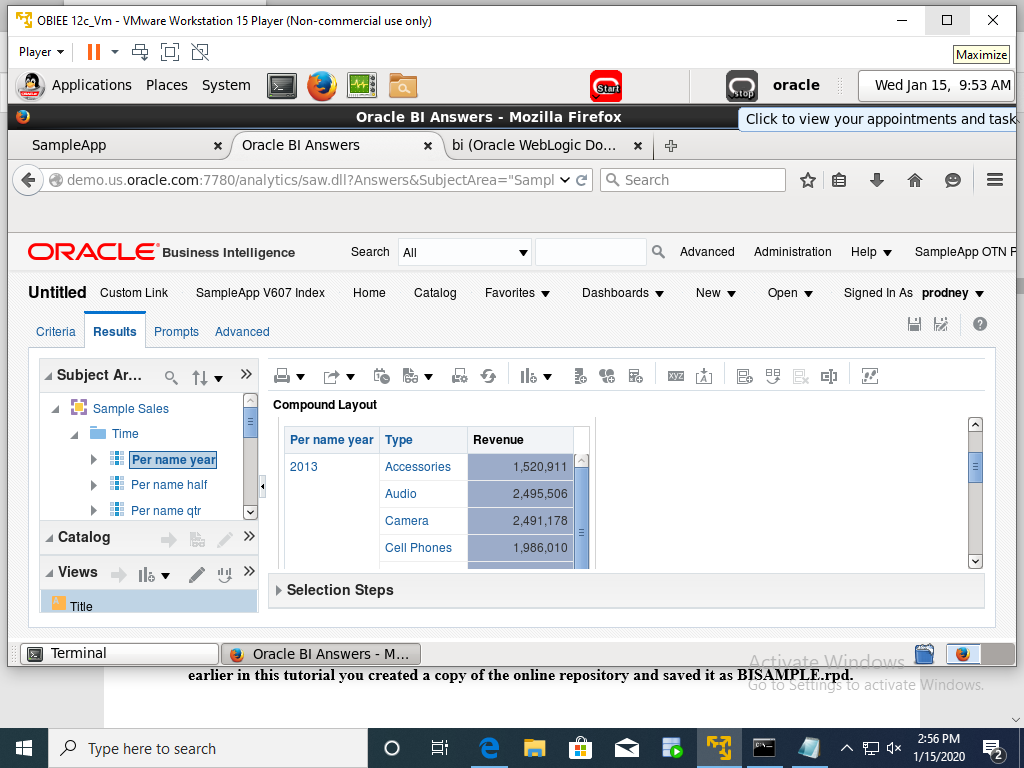 OBIEE 12c_Vm - VMware Workstation 15 Player (Non-commercial use only)
Player
Maximize
Applications Places System Start stop oracle Wed Jan 15, 9:53 AM
Oracle BI Answers - Mozilla Firefox
Click to view your appointments and task
SampleApp Oracle BI Answers bi (Oracle WebLogic Do...
demo.us.oracle.com:7780/analytics/saw.dll?Answers&SubjectArea="Sampl Search
ORACLE Business Intelligence Search All Advanced Administration Help SampleApp OTN
Untitled Custom Link SampleApp V607 Index Home Catalog Favorites Dashboards New Open Signed In As prodney
Criteria Results Prompts Advanced
Subject Ar...
Compound Layout
Sample Sales
Time
Per name year
Per name half
Per name qtr
Per name year Type Revenue
2013 Accessories 1,520,911
Audio 2,495,506
Camera 2,491,178
Cell Phones 1,986,010
Catalog
Views
Title
Selection Steps
Terminal Oracle BI Answers - M...
Activate Windows
Go to Settings to activate Windows.
earlier in this tutorial you created a copy of the online repository and saved it as BISAMPLE.rpd.
Type here to search
2:56 PM
1/15/2020
2